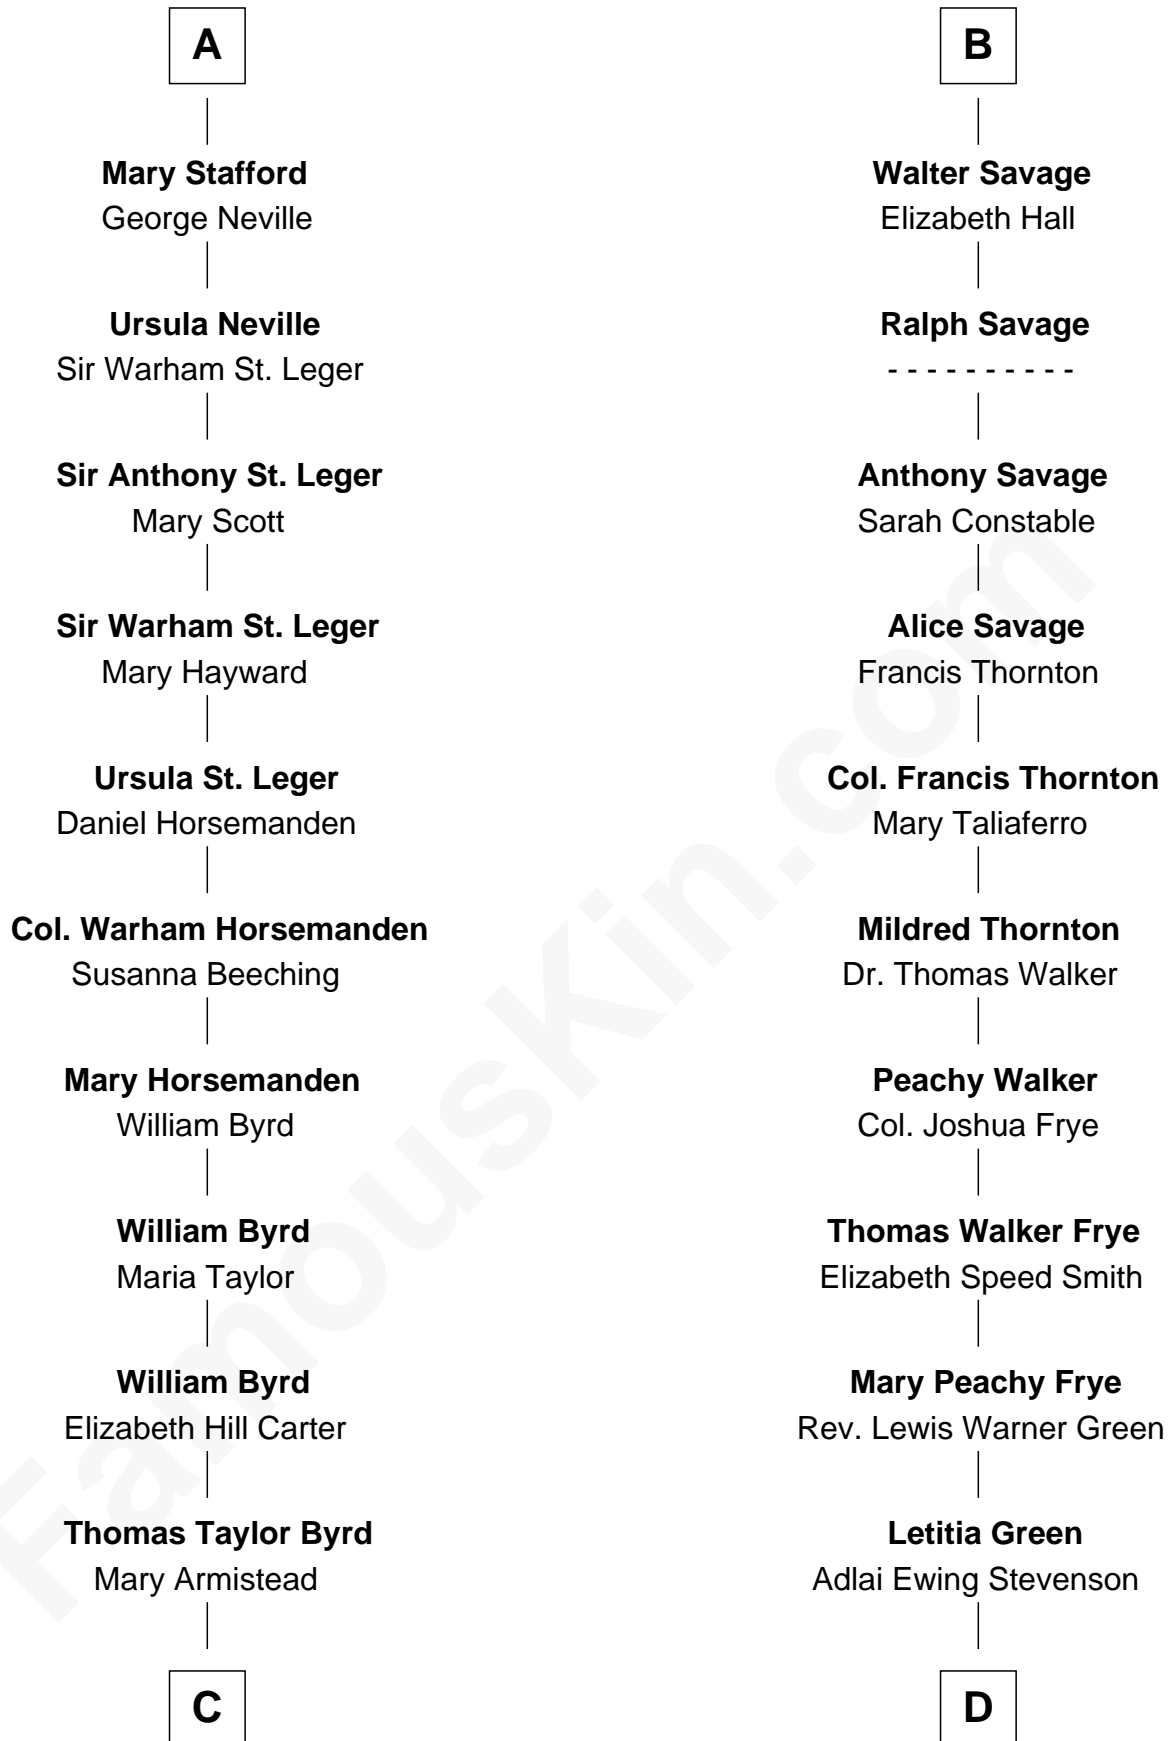 A
Mary Stafford
George Neville
Ursula Neville
Sir Warham St. Leger
Sir Anthony St. Leger
Mary Scott
Sir Warham St. Leger
Mary Hayward
Ursula St. Leger
Daniel Horsemanden
Col. Warham Horsemanden
Susanna Beeching
Mary Horsemanden
William Byrd
William Byrd
Maria Taylor
William Byrd
Elizabeth Hill Carter
Thomas Taylor Byrd
Mary Armistead
C
B
Walter Savage
Elizabeth Hall
Ralph Savage
- - - - - - - - - -
Anthony Savage
Sarah Constable
Alice Savage
Francis Thornton
Col. Francis Thornton
Mary Taliaferro
Mildred Thornton
Dr. Thomas Walker
Peachy Walker
Col. Joshua Frye
Thomas Walker Frye
Elizabeth Speed Smith
Mary Peachy Frye
Rev. Lewis Warner Green
Letitia Green
Adlai Ewing Stevenson
D
FamousKin.com